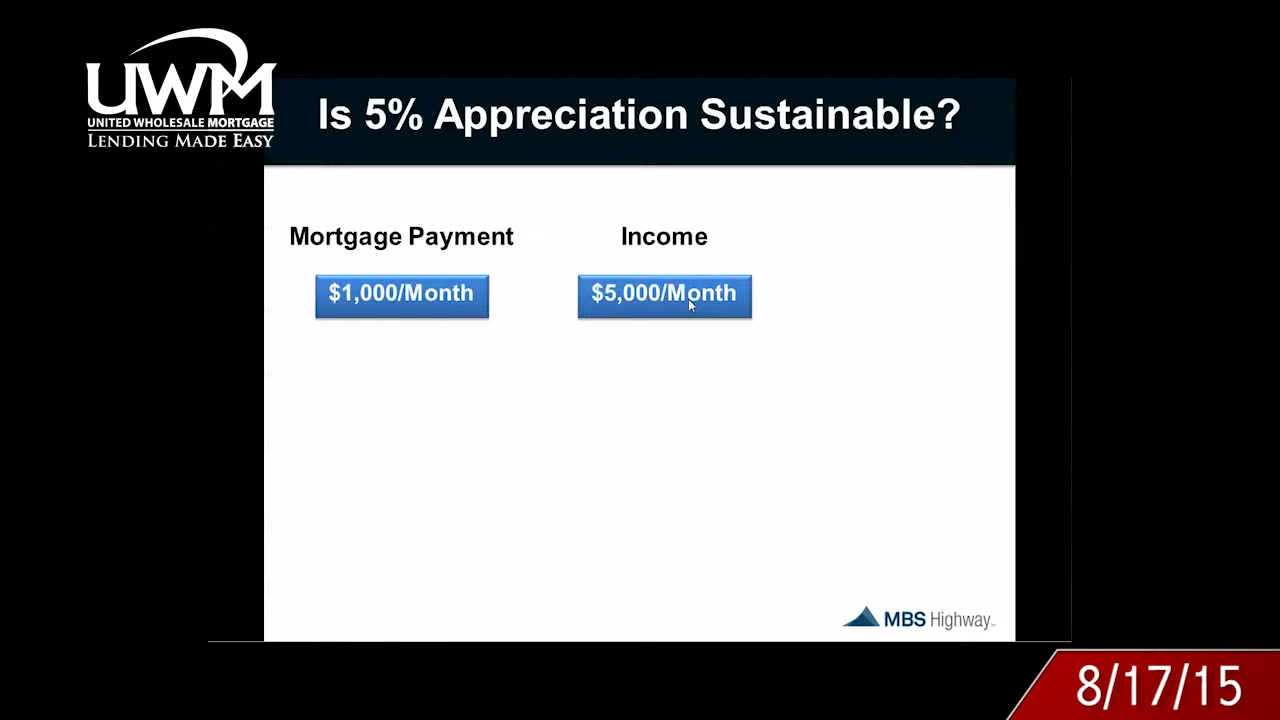 UWM
UNITED WHOLESALE MORTGAGE
LENDING MADE EASY
Is 5% Appreciation Sustainable?
Mortgage Payment
Income
$1,000/Month
$5,000/Month
MBS Highway
8/17/15